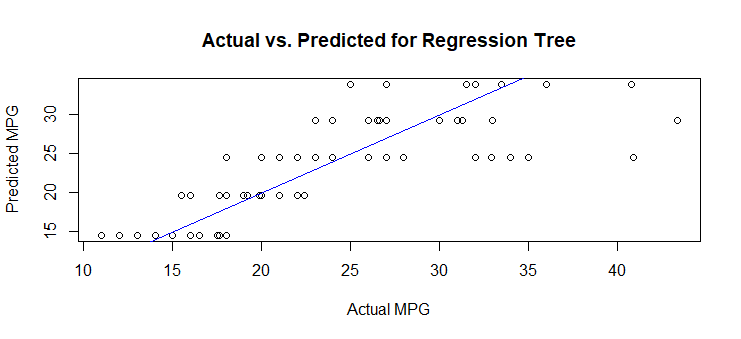 Actual vs. Predicted for Regression Tree
Predicted MPG
30
25
20
15
10 15 20 25 30 35 40
Actual MPG